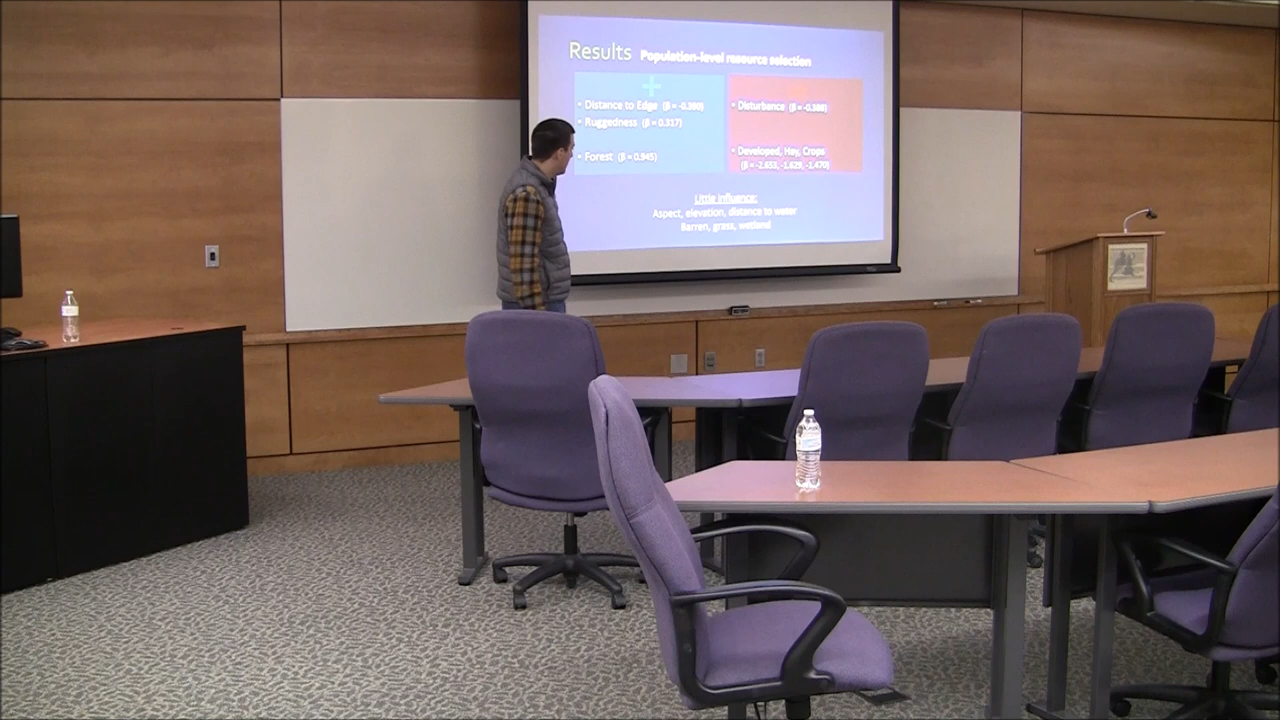 Results Population-level resource selection
• Distance to Edge (β = -0.380)
• Ruggedness (β = 0.317)
• Forest (β = 0.945)
• Disturbance (β = -0.388)
• Developed, Hay, Crops
(β = -2.653, -1.629, -1.470)
Little Influence:
Aspect, elevation, distance to water
Barren, grass, wetland